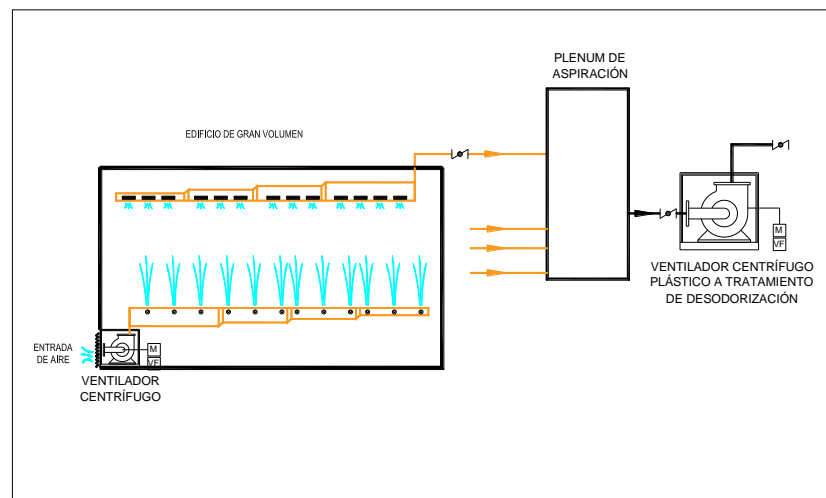 PLENUM DE
ASPIRACIÓN
EDIFICIO DE GRAN VOLUMEN
M
VF
VENTILADOR CENTRÍFUGO
PLÁSTICO A TRATAMIENTO
DE DESODORIZACIÓN
ENTRADA
DE AIRE
M
VF
VENTILADOR
CENTRÍFUGO